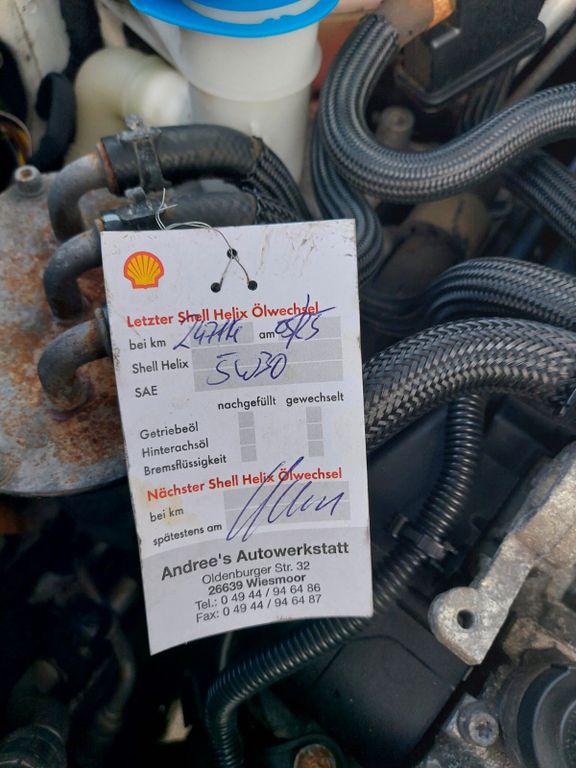 Letzter Shell Helix Ölwechsel
bei km am 05/25
Shell Helix 5W30
SAE
nachgefüllt gewechselt
Getriebeöl
Hinterachsöl
Bremsflüssigkeit
Nächster Shell Helix Ölwechsel
bei km
spätestens am
Andree's Autowerkstatt
Oldenburger Str. 32
26639 Wiesmoor
Tel.: 0 49 44 / 94 64 86
Fax: 0 49 44 / 94 64 87